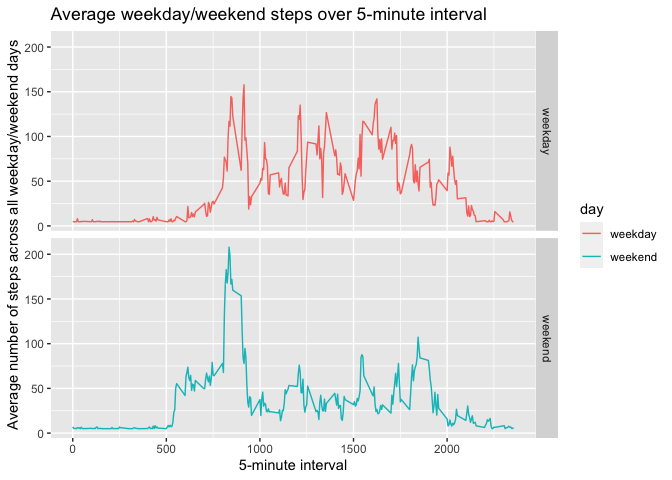 Average weekday/weekend steps over 5-minute interval
Average number of steps across all weekday/weekend days
200
150
100
50
0
weekday
200
150
100
50
0
weekend
0 500 1000 1500 2000
5-minute interval
day
weekday
weekend